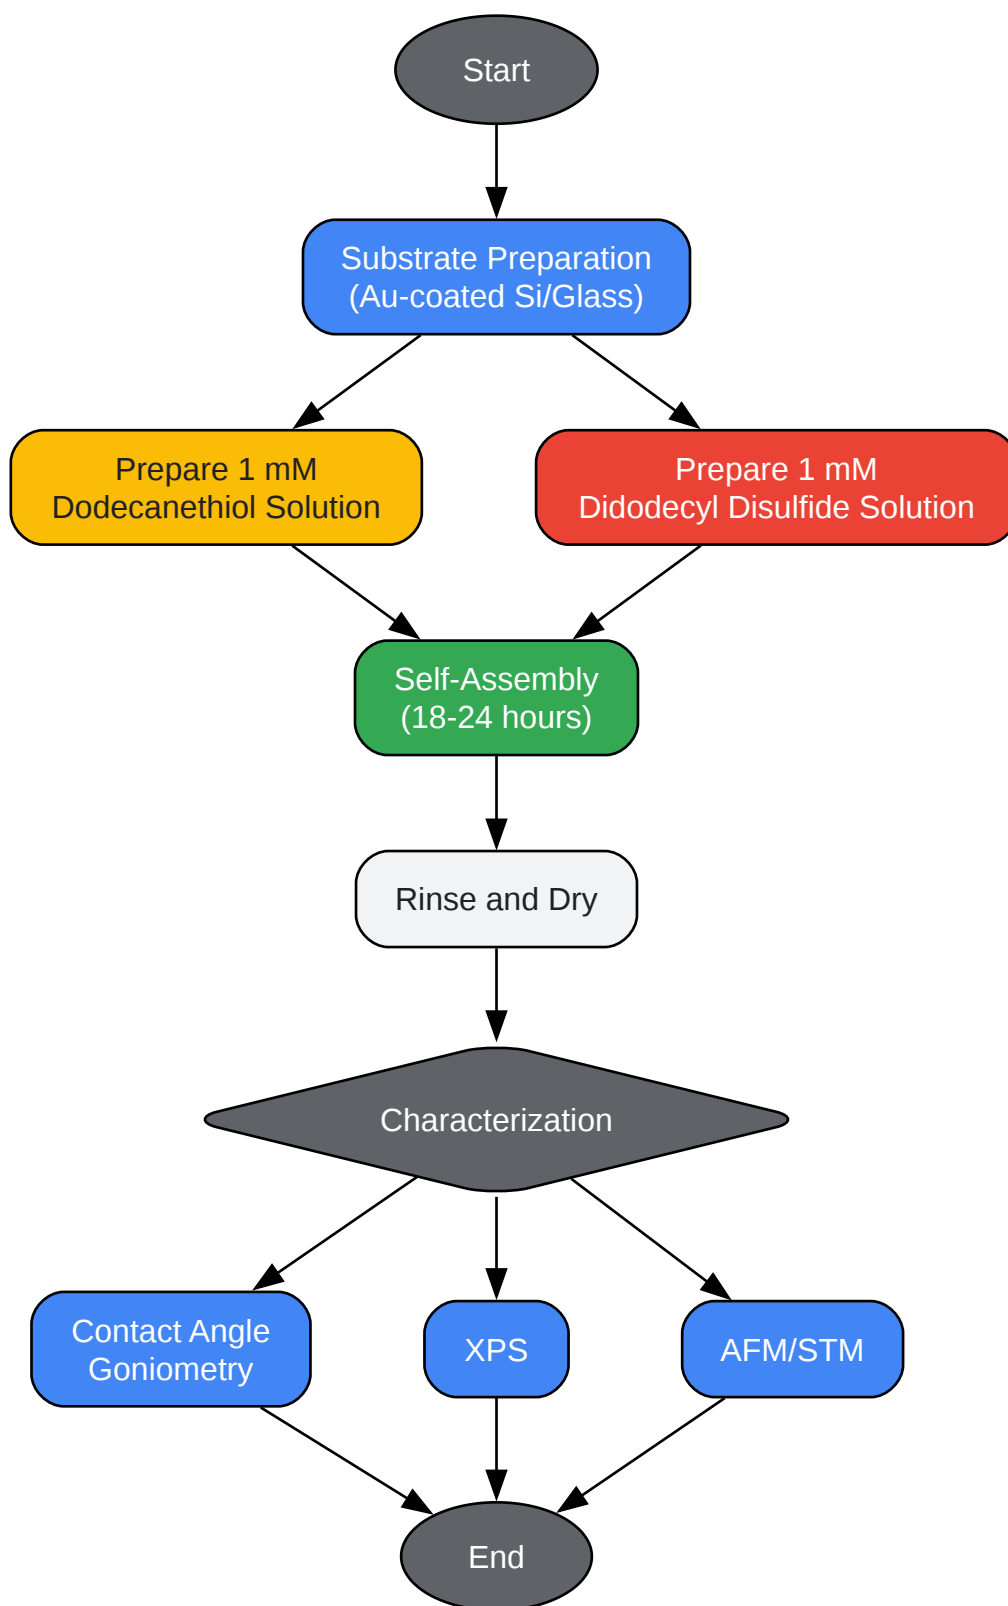 Start
Substrate Preparation
(Au-coated Si/Glass)
Prepare 1 mM
Dodecanethiol Solution
Prepare 1 mM
Didodecyl Disulfide Solution
Self-Assembly
(18-24 hours)
Rinse and Dry
Characterization
Contact Angle
Goniometry
XPS
AFM/STM
End